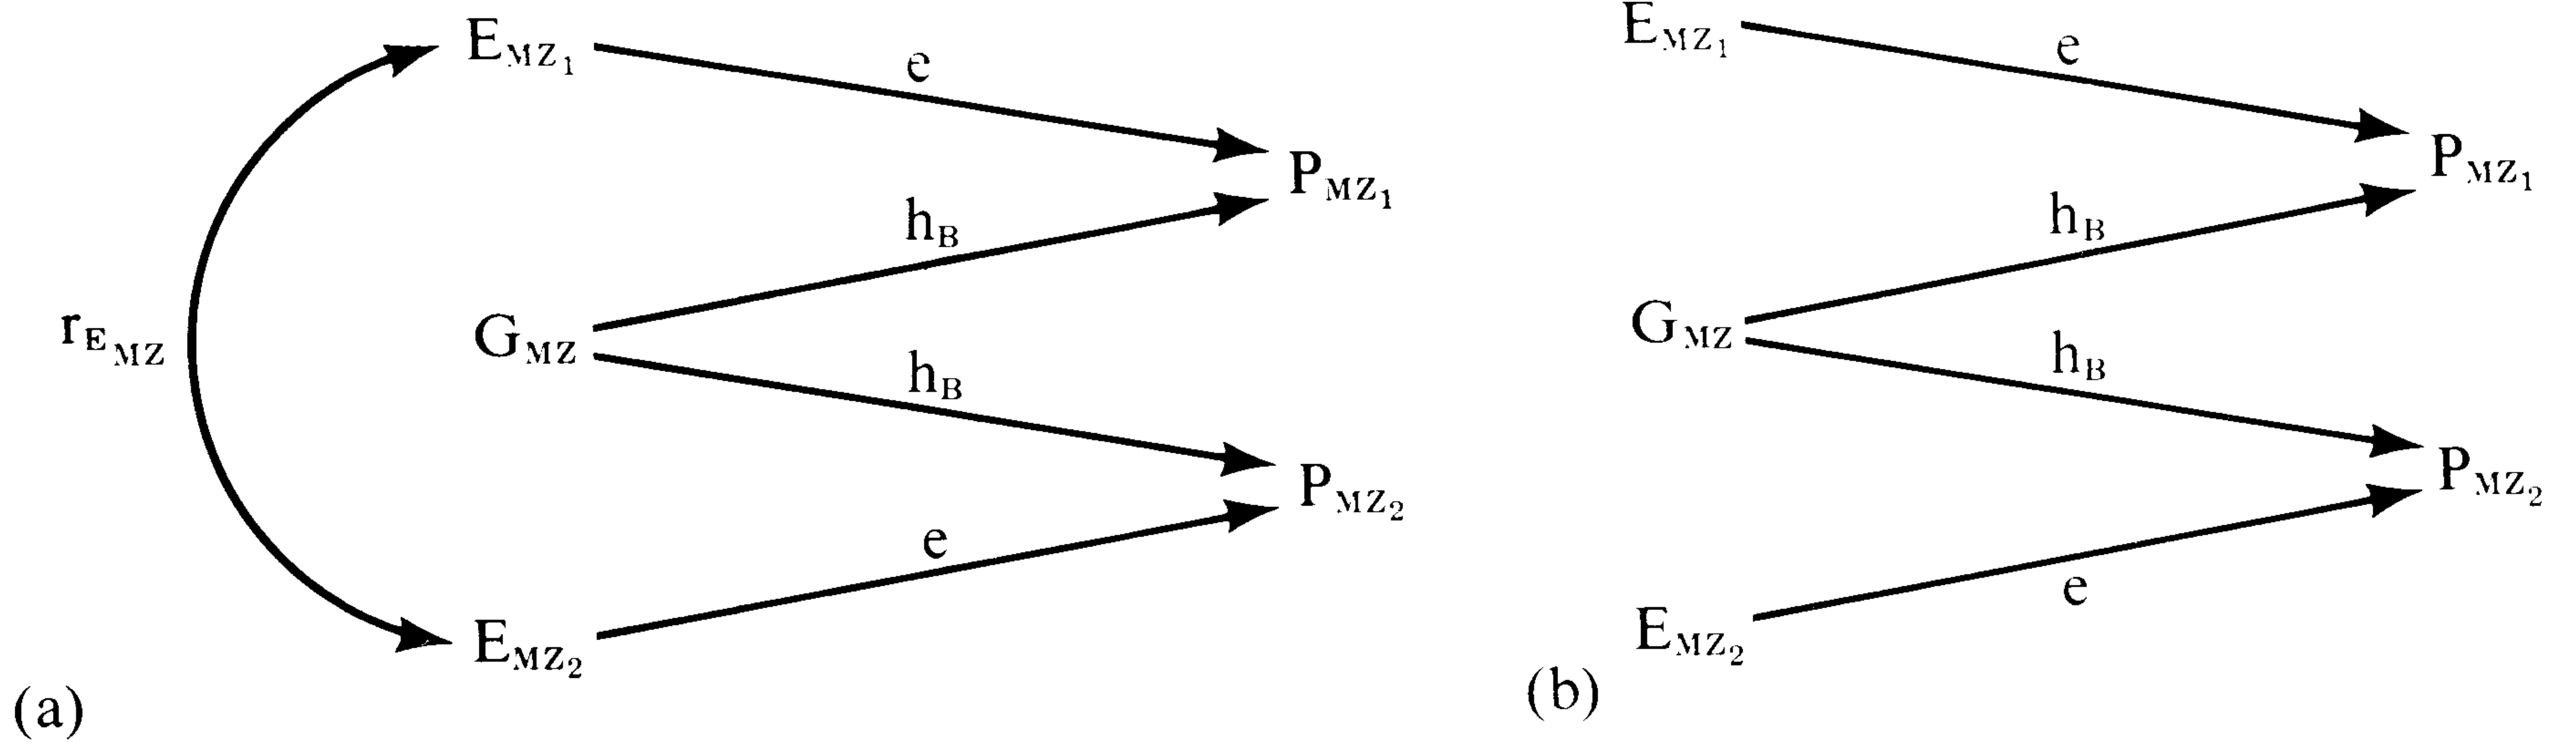 E_MZ₁ e
P_MZ₁
h_B
r_E_MZ G_MZ
h_B
P_MZ₂
e
E_MZ₂
(a)
E_MZ₁ e
P_MZ₁
h_B
G_MZ
h_B
P_MZ₂
e
E_MZ₂
(b)